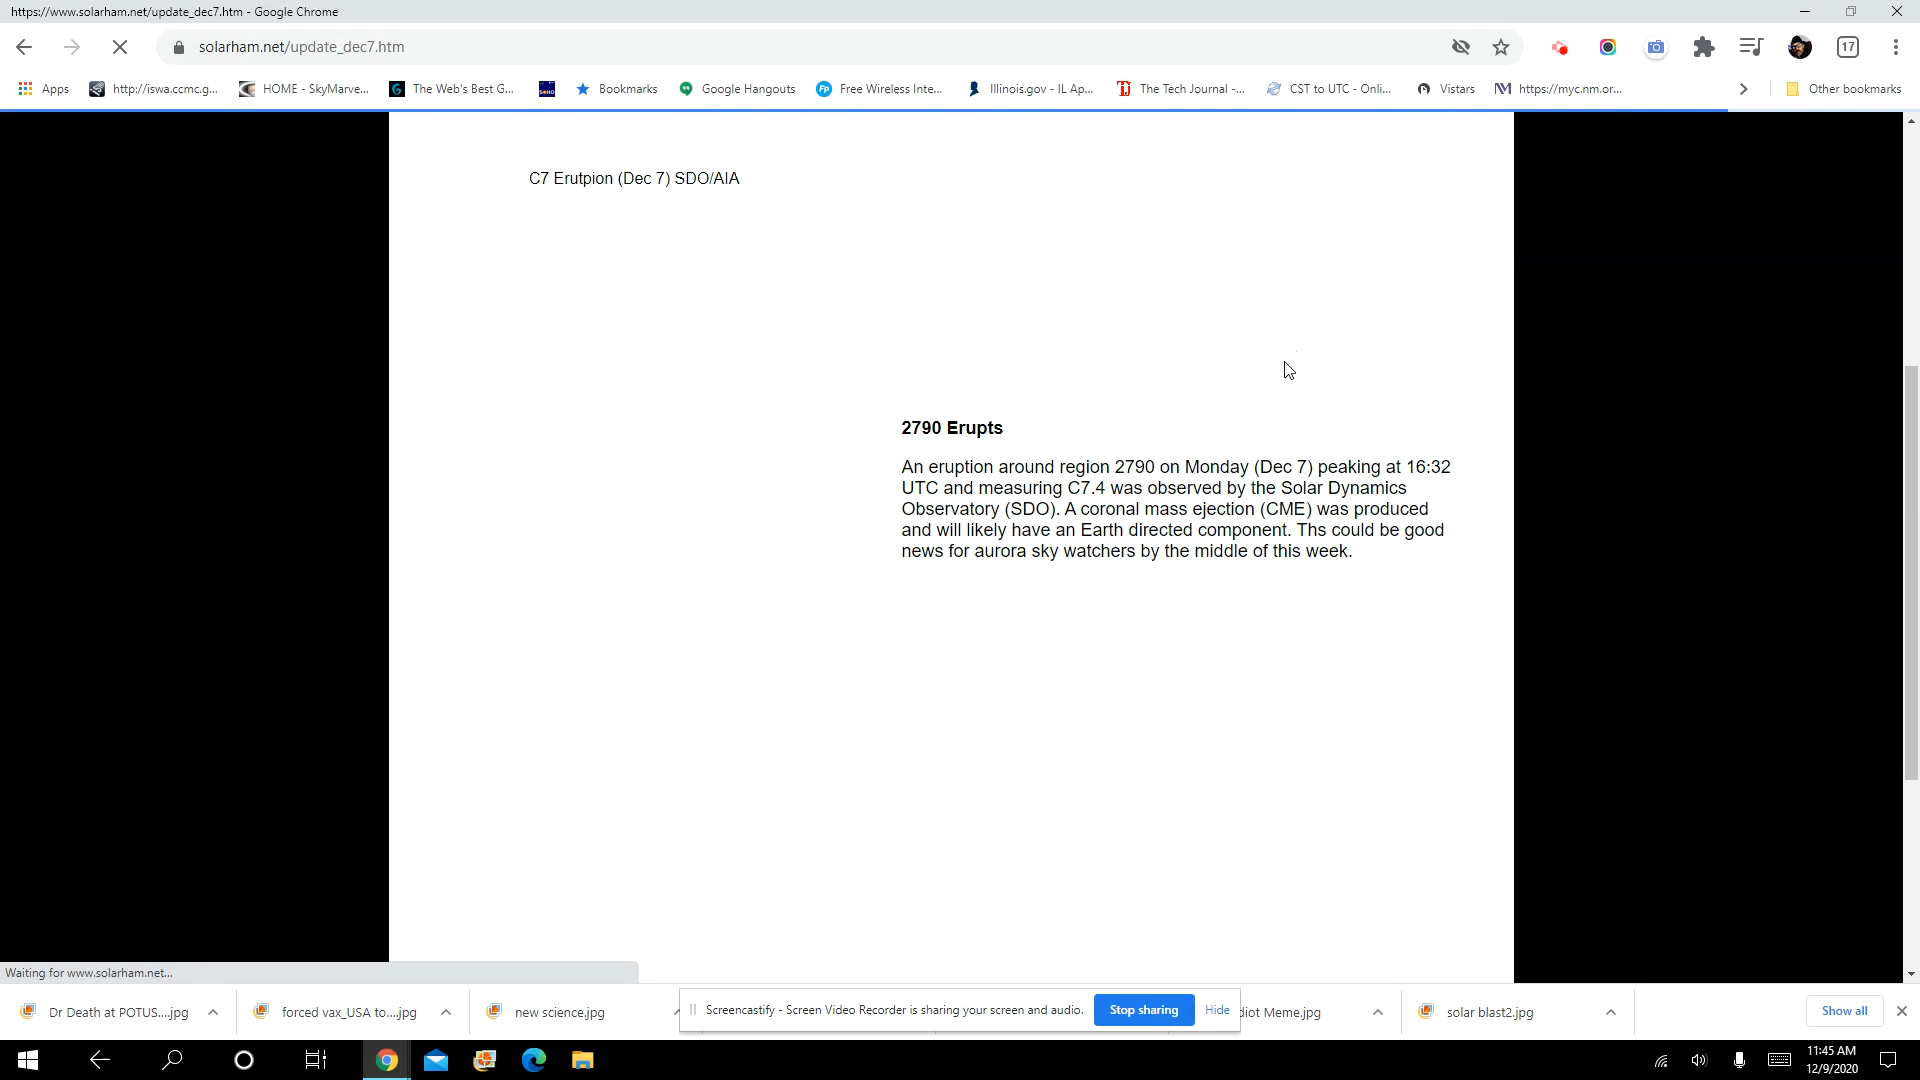 https://www.solarham.net/update_dec7.htm - Google Chrome
solarham.net/update_dec7.htm
17
Apps
http://iswa.ccmc.g...
HOME - SkyMarve...
The Web's Best G...
Bookmarks
Google Hangouts
Free Wireless Inte...
Illinois.gov - IL Ap...
The Tech Journal -...
CST to UTC - Onli...
Vistars
https://myc.nm.or...
Other bookmarks
C7 Erutpion (Dec 7) SDO/AIA
2790 Erupts
An eruption around region 2790 on Monday (Dec 7) peaking at 16:32
UTC and measuring C7.4 was observed by the Solar Dynamics
Observatory (SDO). A coronal mass ejection (CME) was produced
and will likely have an Earth directed component. Ths could be good
news for aurora sky watchers by the middle of this week.
Waiting for www.solarham.net...
Dr Death at POTUS....jpg
forced vax_USA to....jpg
new science.jpg
Screencastify - Screen Video Recorder is sharing your screen and audio.
Stop sharing
Hide
diot Meme.jpg
solar blast2.jpg
Show all
11:45 AM
12/9/2020